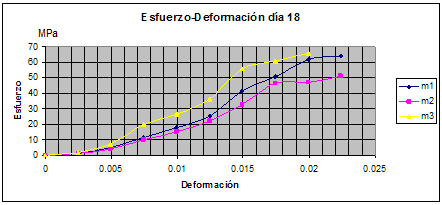 Esfuerzo-Deformación día 18
MPa
70
60
50
40
30
20
10
0
Esfuerzo
0 0.005 0.01 0.015 0.02 0.025
Deformación
m1
m2
m3